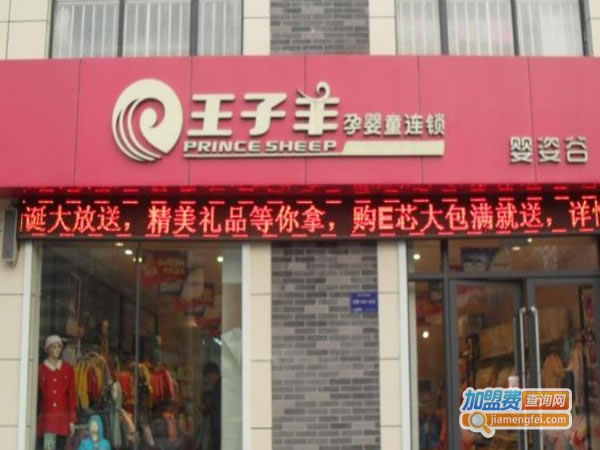 王子羊孕婴童连锁
PRINCE SHEEP
婴姿谷
诞大放送，精美礼品等你拿，购E芯大包满就送，详情
加盟费查询网
jiamengfei.com